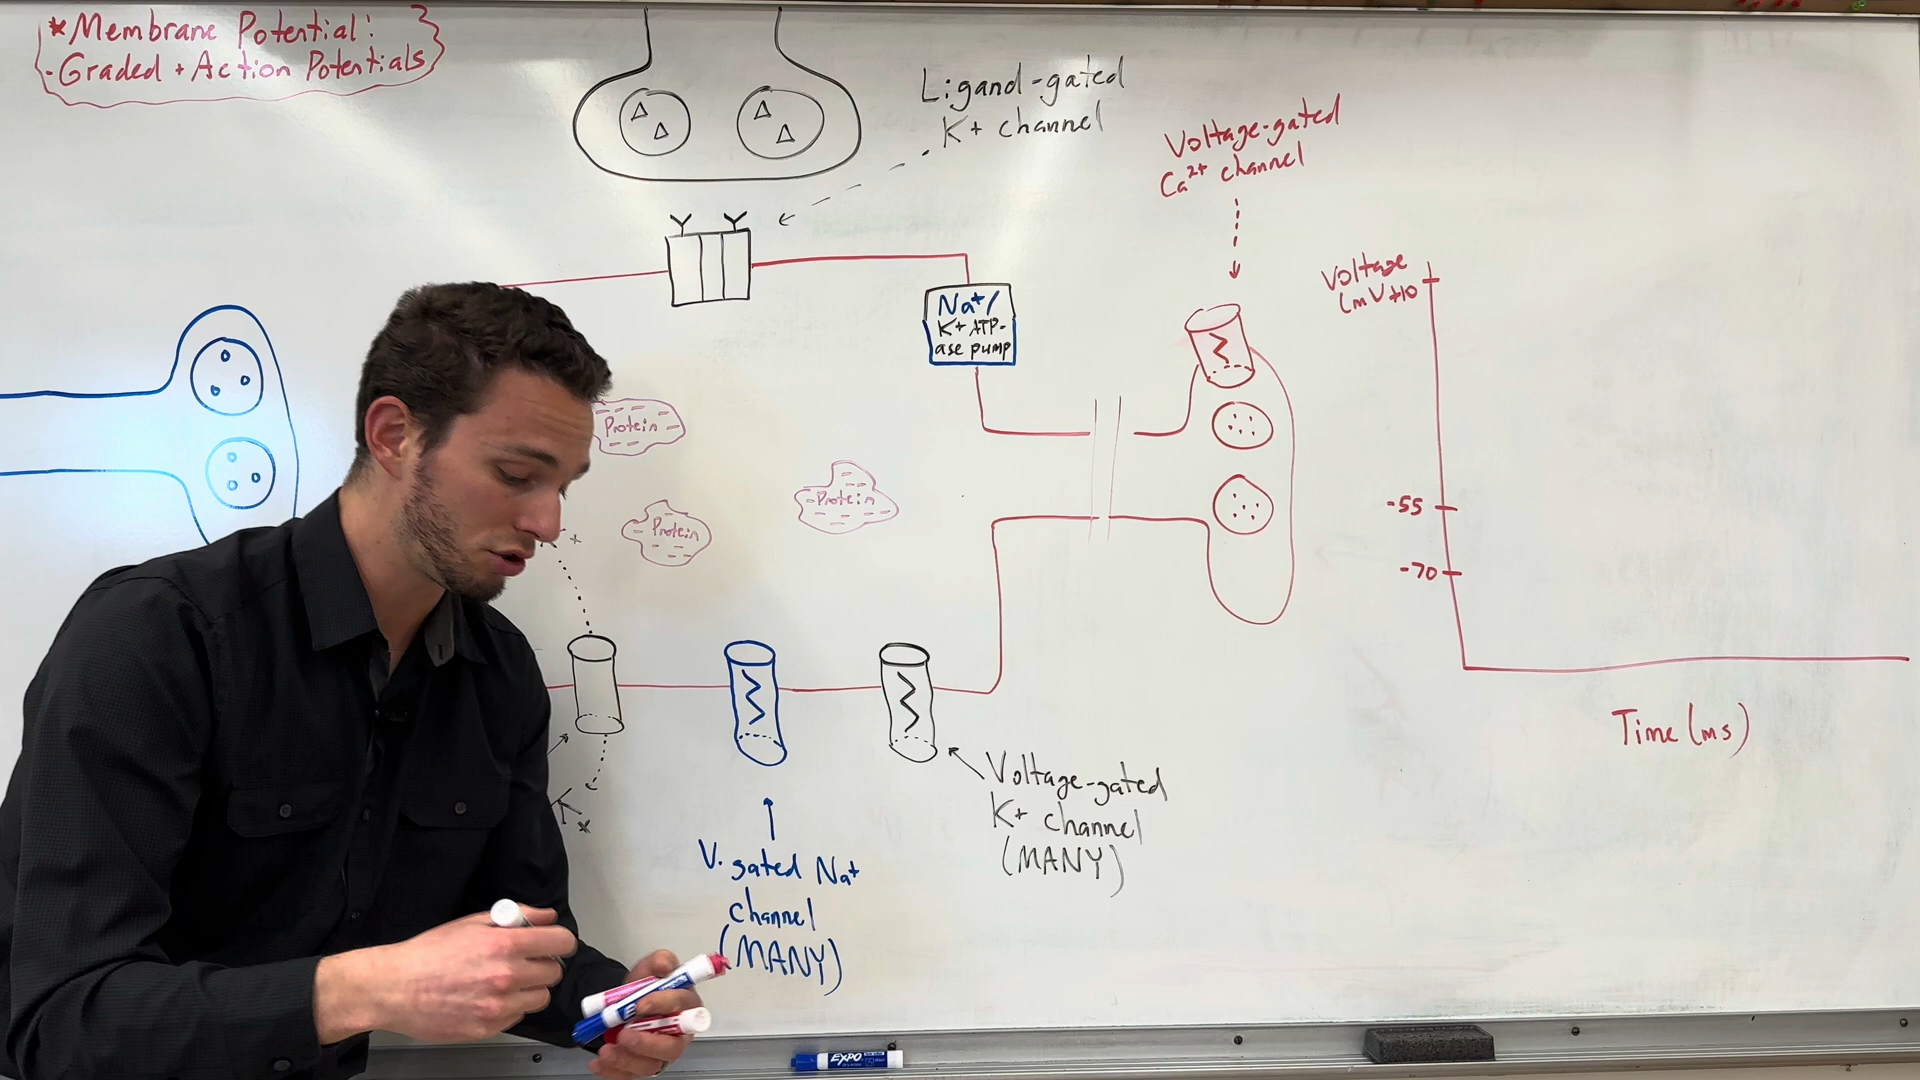 *Membrane Potential:
-Graded + Action Potentials
Ligand-gated
K+ channel
Voltage-gated
Ca²⁺ channel
Voltage
(mV) +10
-55
-70
Time (ms)
Na⁺/
K+ ATP-
ase pump
Protein
Protein
Protein
K+
V. gated Na⁺
channel
(MANY)
Voltage-gated
K+ channel
(MANY)
EXPO